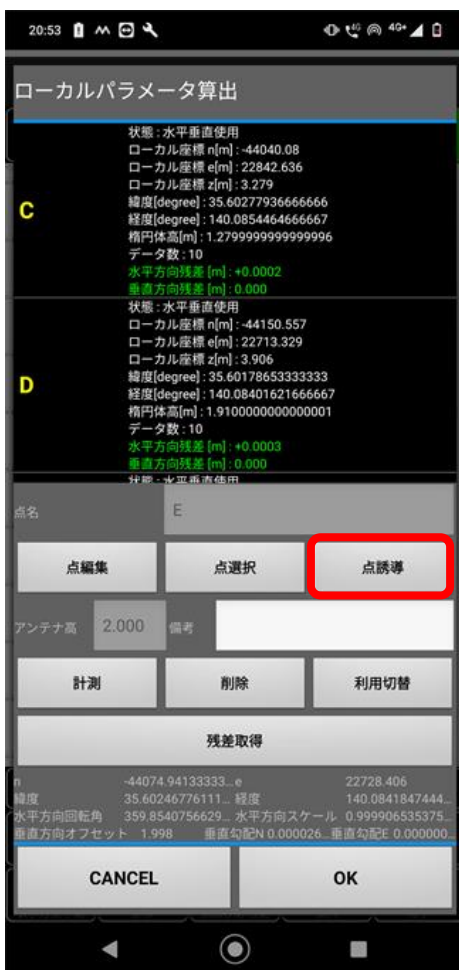 20:53
4G
4G+
ローカルパラメータ算出
状態 : 水平垂直使用
ローカル座標 n[m] : -44040.08
ローカル座標 e[m] : 22842.636
ローカル座標 z[m] : 3.279
C
緯度[degree] : 35.60277936666666
経度[degree] : 140.0854464666667
楕円体高[m] : 1.2799999999999996
データ数 : 10
水平方向残差 [m] : +0.0002
垂直方向残差 [m] : 0.000
状態 : 水平垂直使用
ローカル座標 n[m] : -44150.557
ローカル座標 e[m] : 22713.329
ローカル座標 z[m] : 3.906
D
緯度[degree] : 35.60178653333333
経度[degree] : 140.08401621666667
楕円体高[m] : 1.9100000000000001
データ数 : 10
水平方向残差 [m] : +0.0003
垂直方向残差 [m] : 0.000
状態 : 水平垂直使用
点名 E
点編集 点選択 点誘導
アンテナ高 2.000 備考
計測 削除 利用切替
残差取得
n -44074.94133333... e 22728.406
緯度 35.60246776111... 経度 140.0841847444...
水平方向回転角 359.8540756629... 水平方向スケール 0.999906535375...
垂直方向オフセット 1.998 垂直勾配N 0.000026... 垂直勾配E 0.000000...
CANCEL OK